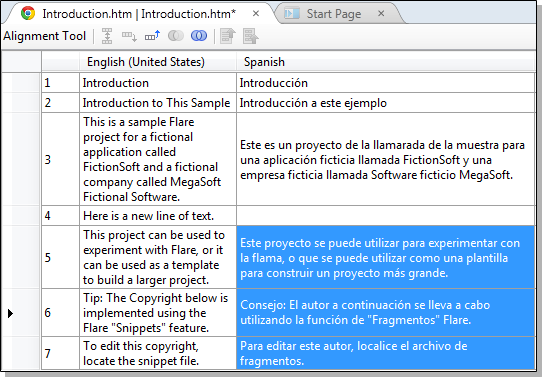 Introduction.htm | Introduction.htm* × Start Page ×
Alignment Tool
English (United States) Spanish
1 Introduction Introducción
2 Introduction to This Sample Introducción a este ejemplo
3
This is a sample Flare
project for a fictional
application called
FictionSoft and a fictional
company called MegaSoft
Fictional Software.
Este es un proyecto de la llamarada de la muestra para
una aplicación ficticia llamada FictionSoft y una
empresa ficticia llamada Software ficticio MegaSoft.
4 Here is a new line of text.
5
This project can be used to
experiment with Flare, or it
can be used as a template
to build a larger project.
Este proyecto se puede utilizar para experimentar con
la flama, o que se puede utilizar como una plantilla
para construir un proyecto más grande.
6
Tip: The Copyright below is
implemented using the
Flare "Snippets" feature.
Consejo: El autor a continuación se lleva a cabo
utilizando la función de "Fragmentos" Flare.
7
To edit this copyright,
locate the snippet file.
Para editar este autor, localice el archivo de
fragmentos.